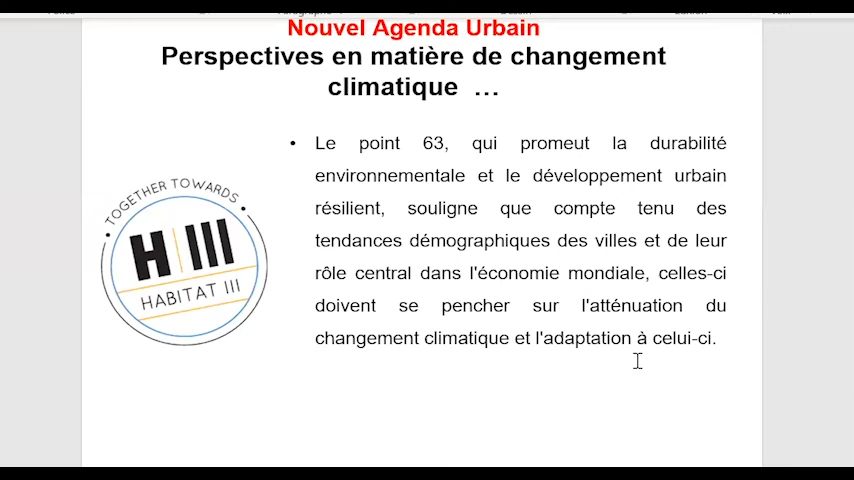 Nouvel Agenda Urbain
Perspectives en matière de changement
climatique ...
• Le point 63, qui promeut la durabilité
environnementale et le développement urbain
résilient, souligne que compte tenu des
tendances démographiques des villes et de leur
rôle central dans l'économie mondiale, celles-ci
doivent se pencher sur l'atténuation du
changement climatique et l'adaptation à celui-ci.
• TOGETHER TOWARDS •
H III
HABITAT III